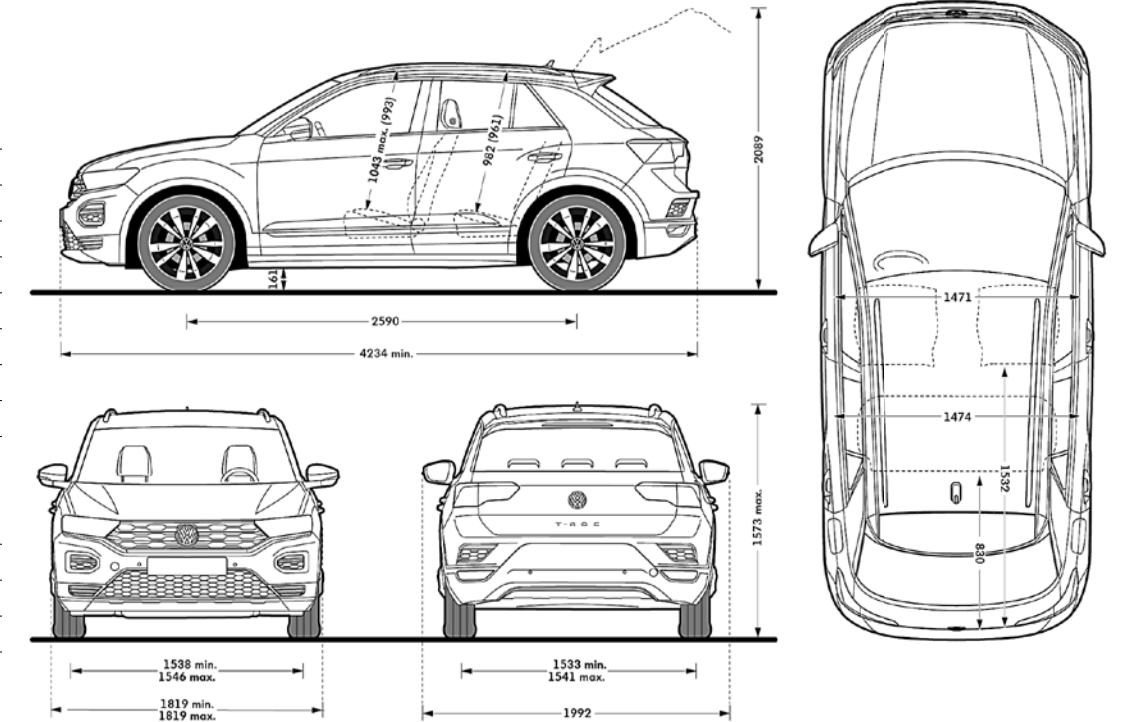 1043 max. (993)
982 (961)
2089
161
2590
4234 min.
1471
1474
1532
830
T-ROC
1573 max.
1538 min.
1546 max.
1819 min.
1819 max.
1533 min.
1541 max.
1992